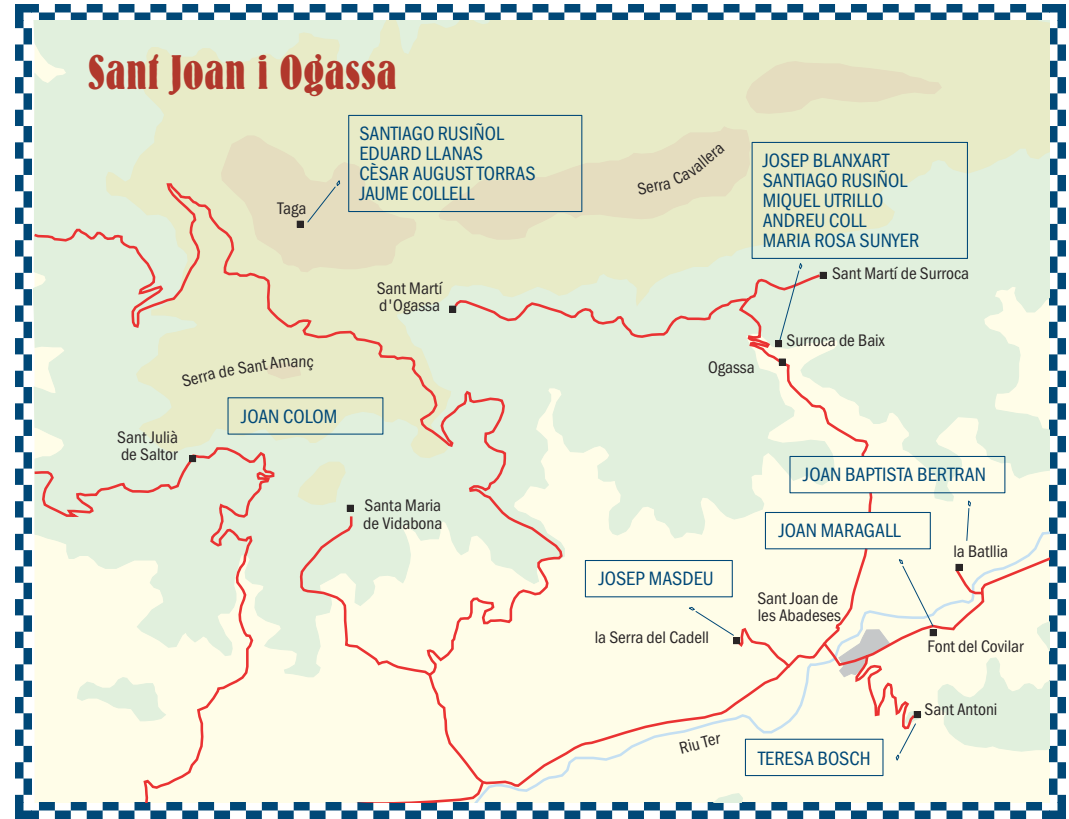 Sant Joan i Ogassa
SANTIAGO RUSIÑOL
EDUARD LLANAS
CÈSAR AUGUST TORRAS
JAUME COLLELL
JOSEP BLANXART
SANTIAGO RUSIÑOL
MIQUEL UTRILLO
ANDREU COLL
MARIA ROSA SUNYER
Serra Cavallera
Taga
Sant Martí
d'Ogassa
Sant Martí de Surroca
Surroca de Baix
Ogassa
Serra de Sant Amanç
JOAN COLOM
Sant Julià
de Saltor
JOAN BAPTISTA BERTRAN
Santa Maria
de Vidabona
JOAN MARAGALL
la Batllia
JOSEP MASDEU
Sant Joan de
les Abadeses
la Serra del Cadell
Font del Covilar
Sant Antoni
Riu Ter
TERESA BOSCH